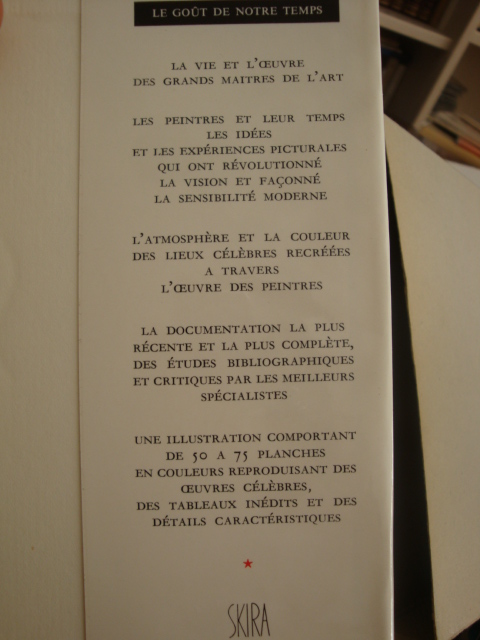 LE GOÛT DE NOTRE TEMPS
LA VIE ET L'ŒUVRE
DES GRANDS MAITRES DE L'ART
LES PEINTRES ET LEUR TEMPS
LES IDÉES
ET LES EXPÉRIENCES PICTURALES
QUI ONT RÉVOLUTIONNÉ
LA VISION ET FAÇONNÉ
LA SENSIBILITÉ MODERNE
L'ATMOSPHÈRE ET LA COULEUR
DES LIEUX CÉLÈBRES RECRÉÉES
A TRAVERS
L'ŒUVRE DES PEINTRES
LA DOCUMENTATION LA PLUS
RÉCENTE ET LA PLUS COMPLÈTE,
DES ÉTUDES BIBLIOGRAPHIQUES
ET CRITIQUES PAR LES MEILLEURS
SPÉCIALISTES
UNE ILLUSTRATION COMPORTANT
DE 50 A 75 PLANCHES
EN COULEURS REPRODUISANT DES
ŒUVRES CÉLÈBRES,
DES TABLEAUX INÉDITS ET DES
DÉTAILS CARACTÉRISTIQUES
SKIRA